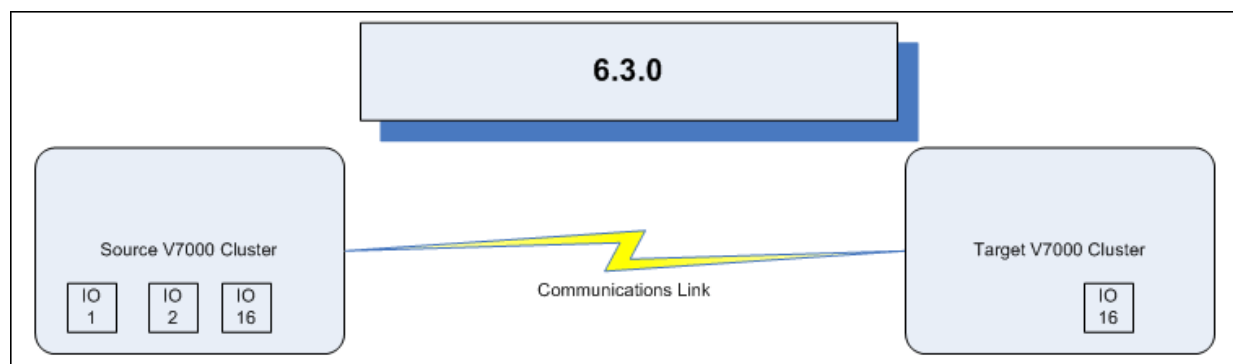 6.3.0
Source V7000 Cluster
IO
1
IO
2
IO
16
Communications Link
Target V7000 Cluster
IO
16